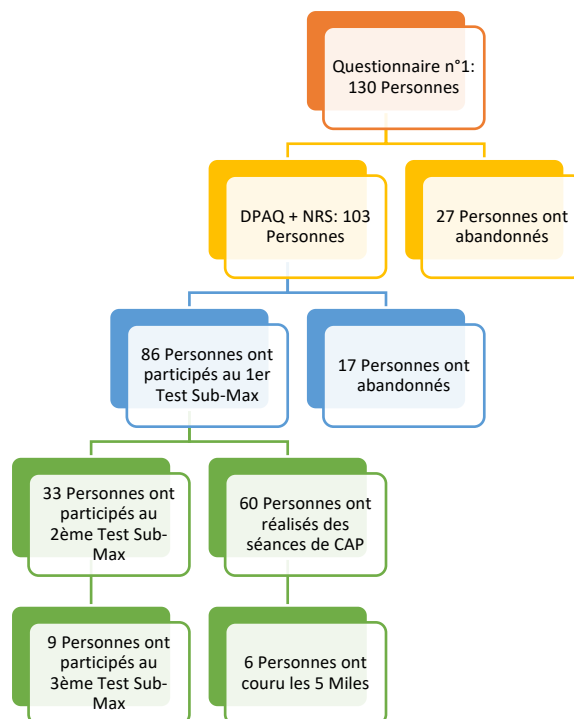 Questionnaire n°1:
130 Personnes
DPAQ + NRS: 103
Personnes
27 Personnes ont
abandonnés
86 Personnes ont
participés au 1er
Test Sub-Max
17 Personnes ont
abandonnés
33 Personnes ont
participés au
2ème Test Sub-
Max
60 Personnes ont
réalisés des
séances de CAP
9 Personnes ont
participés au
3ème Test Sub-
Max
6 Personnes ont
couru les 5 Miles